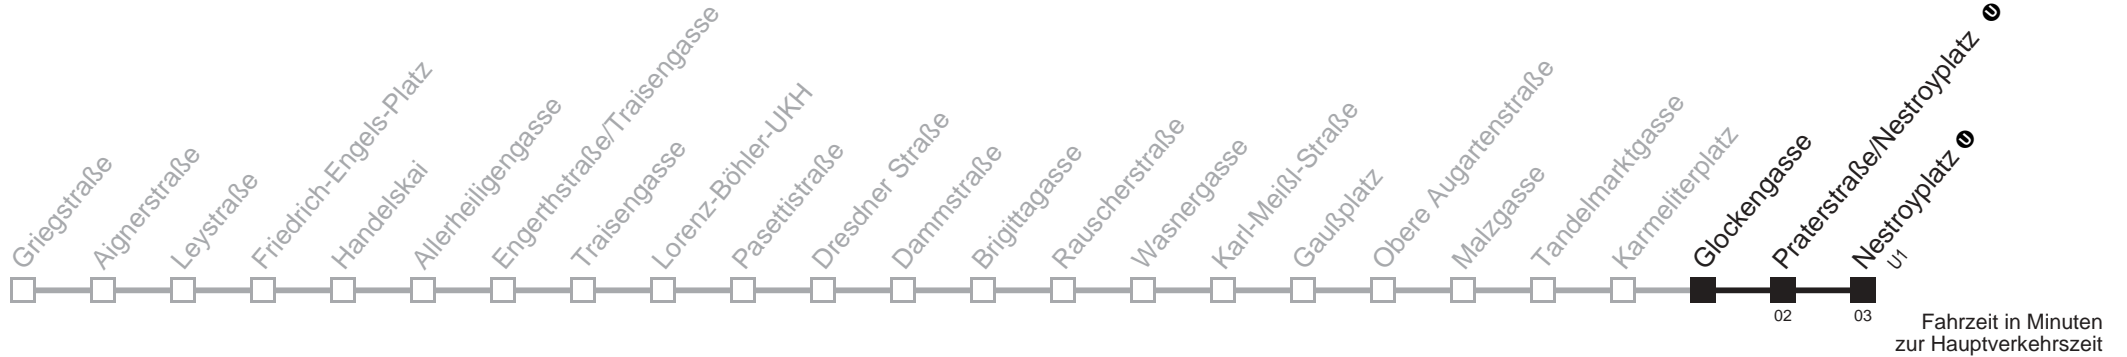 Griegstraße
Aignerstraße
Leystraße
Friedrich-Engels-Platz
Handelskai
Allerheiligengasse
Engerthstraße/Traisengasse
Traisengasse
Lorenz-Böhler-UKH
Pasettistraße
Dresdner Straße
Dammstraße
Brigittagasse
Rauscherstraße
Wasnergasse
Karl-Meißl-Straße
Gaußplatz
Obere Augartenstraße
Malzgasse
Tandelmarktgasse
Karmeliterplatz
Glockengasse
Praterstraße/Nestroyplatz U
Nestroyplatz U
U1
02
03
Fahrzeit in Minuten
zur Hauptverkehrszeit